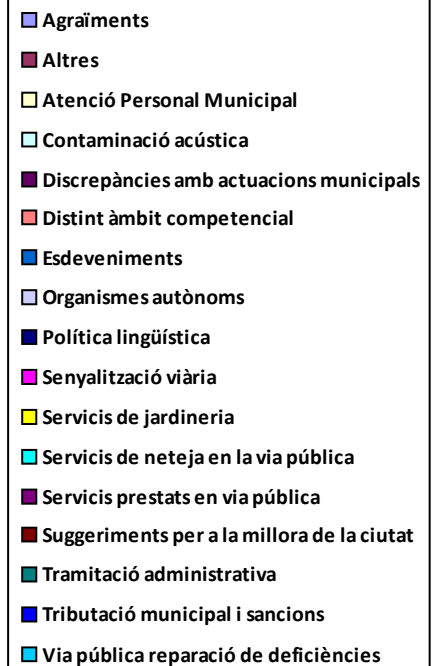 Agraïments
Altres
Atenció Personal Municipal
Contaminació acústica
Discrepàncies amb actuacions municipals
Distint àmbit competencial
Esdeveniments
Organismes autònoms
Política lingüística
Senyalització viària
Servicis de jardineria
Servicis de neteja en la via pública
Servicis prestats en via pública
Suggeriments per a la millora de la ciutat
Tramitació administrativa
Tributació municipal i sancions
Via pública reparació de deficiències